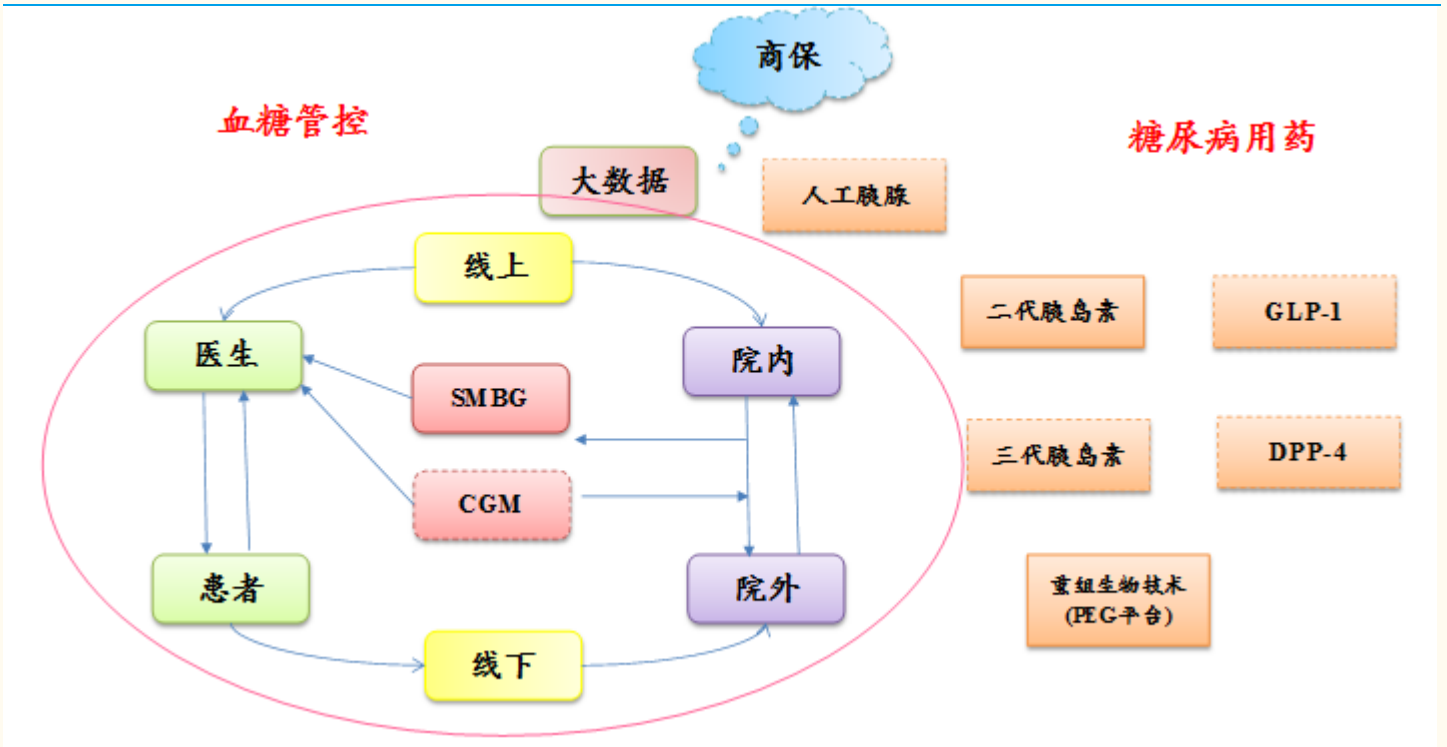 商保
血糖管控
糖尿病用药
大数据
人工胰腺
线上
二代胰岛素
GLP-1
医生
院内
SMBG
三代胰岛素
DPP-4
CGM
患者
院外
重组生物技术
(PEG平台)
线下